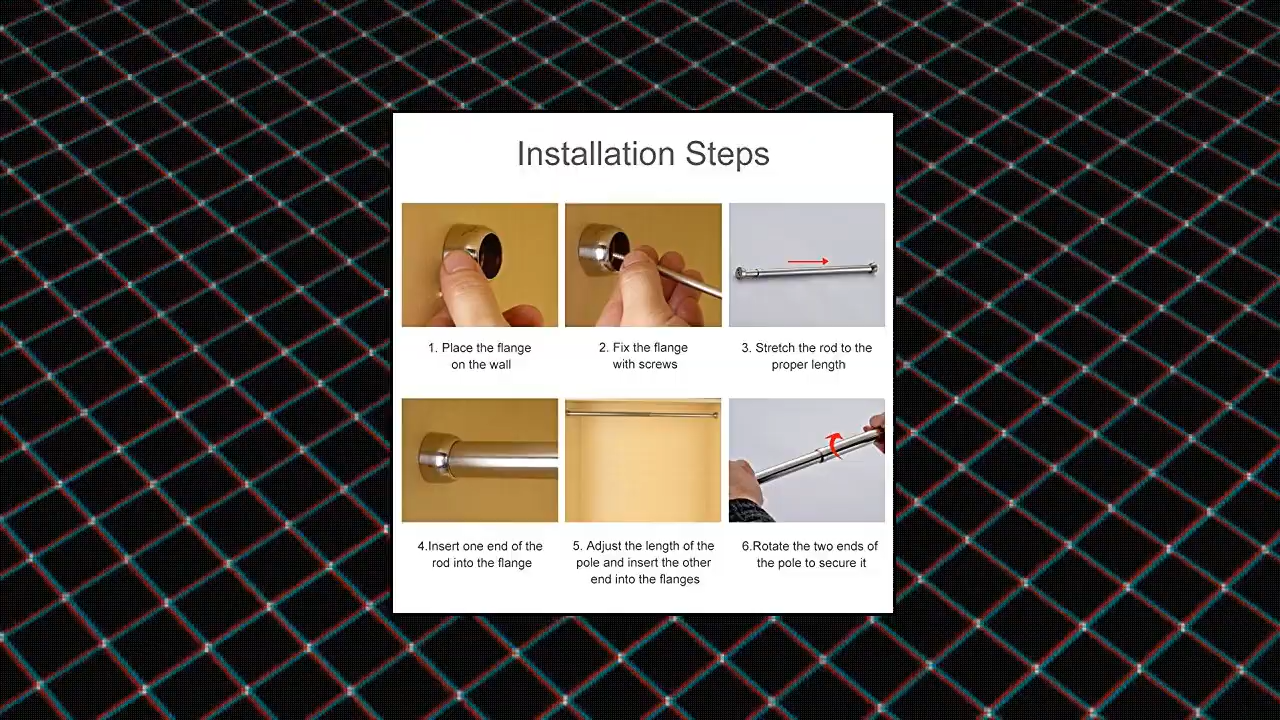 Installation Steps
1. Place the flange
on the wall
2. Fix the flange
with screws
3. Stretch the rod to the
proper length
4.Insert one end of the
rod into the flange
5. Adjust the length of the
pole and insert the other
end into the flanges
6.Rotate the two ends of
the pole to secure it